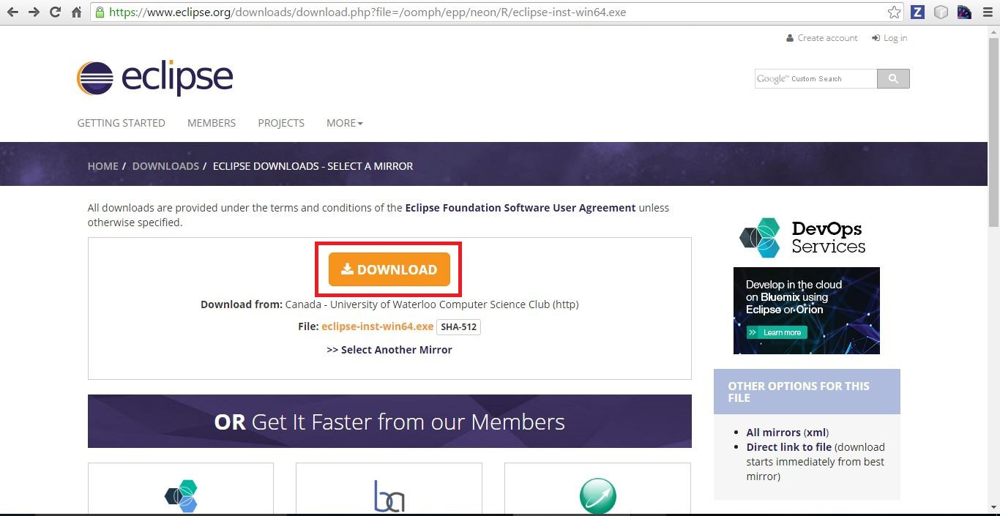 https://www.eclipse.org/downloads/download.php?file=/oomph/epp/neon/R/eclipse-inst-win64.exe
Z
Create account Log in
eclipse
Google™ Custom Search
GETTING STARTED MEMBERS PROJECTS MORE
HOME / DOWNLOADS / ECLIPSE DOWNLOADS - SELECT A MIRROR
All downloads are provided under the terms and conditions of the Eclipse Foundation Software User Agreement unless
otherwise specified.
DOWNLOAD
Download from: Canada - University of Waterloo Computer Science Club (http)
File: eclipse-inst-win64.exe SHA-512
>> Select Another Mirror
OR Get It Faster from our Members
ba
DevOps
Services
Develop in the cloud
on Bluemix using
Eclipse or Orion
>> Learn more
OTHER OPTIONS FOR THIS
FILE
• All mirrors (xml)
• Direct link to file (download
starts immediately from best
mirror)